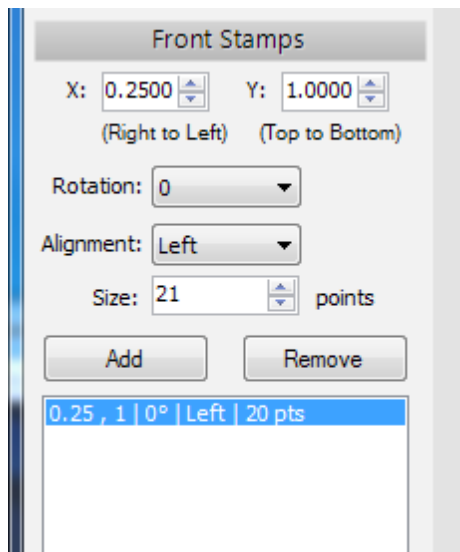 Front Stamps
X: 0.2500 Y: 1.0000
(Right to Left) (Top to Bottom)
Rotation: 0
Alignment: Left
Size: 21 points
Add Remove
0.25 , 1 | 0° | Left | 20 pts